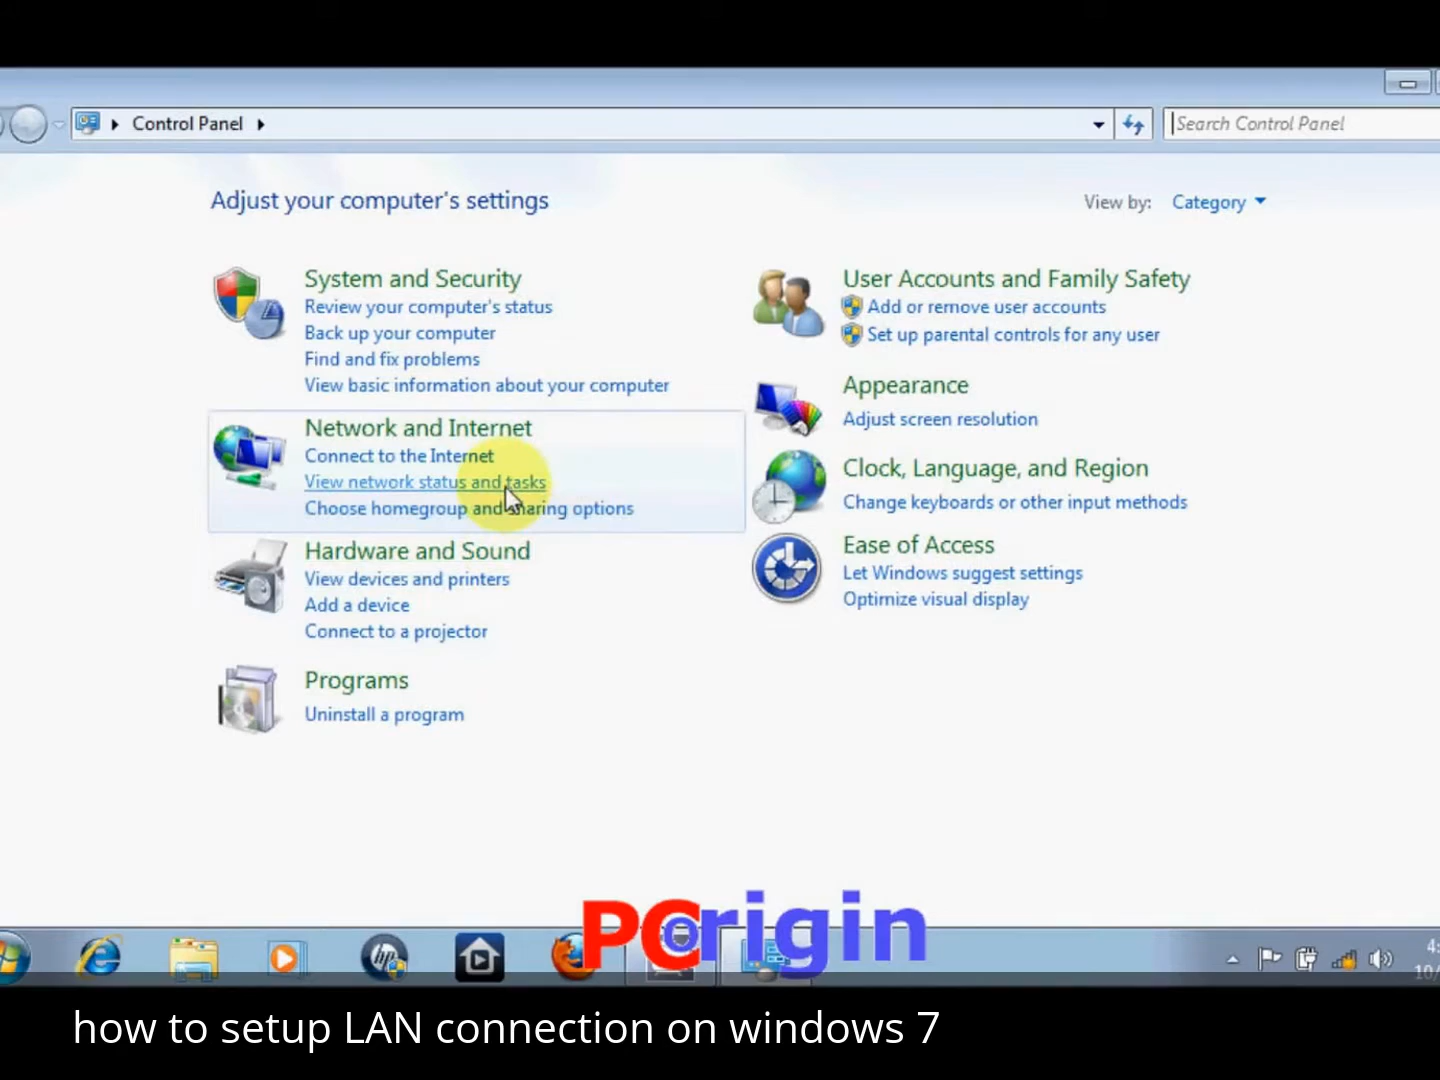 Control Panel
Search Control Panel
Adjust your computer's settings
View by: Category
System and Security
Review your computer's status
Back up your computer
Find and fix problems
View basic information about your computer
Network and Internet
Connect to the Internet
View network status and tasks
Choose homegroup and sharing options
Hardware and Sound
View devices and printers
Add a device
Connect to a projector
Programs
Uninstall a program
User Accounts and Family Safety
Add or remove user accounts
Set up parental controls for any user
Appearance
Adjust screen resolution
Clock, Language, and Region
Change keyboards or other input methods
Ease of Access
Let Windows suggest settings
Optimize visual display
PCorigin
hp
4:
10/
how to setup LAN connection on windows 7